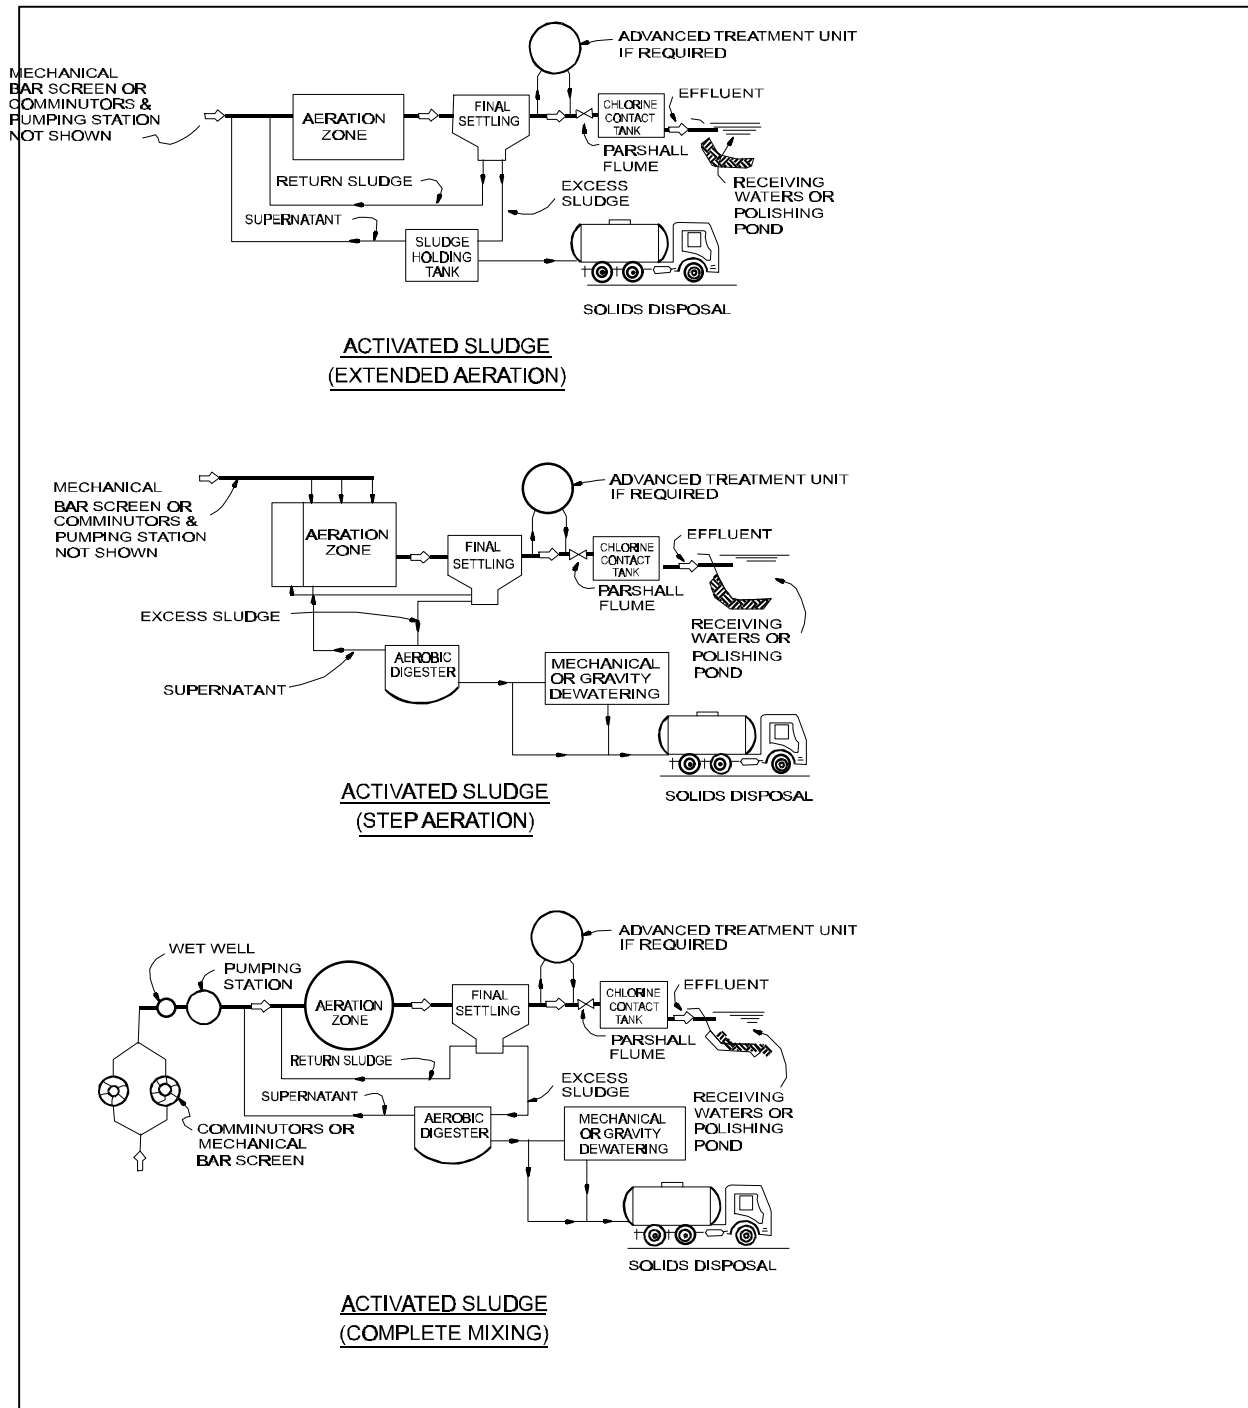 ADVANCED TREATMENT UNIT
IF REQUIRED
MECHANICAL
BAR SCREEN OR
COMMINUTORS &
PUMPING STATION
NOT SHOWN
AERATION
ZONE
FINAL
SETTLING
CHLORINE
CONTACT
TANK
EFFLUENT
PARSHALL
FLUME
RETURN SLUDGE
EXCESS
SLUDGE
RECEIVING
WATERS OR
POLISHING
POND
SUPERNATANT
SLUDGE
HOLDING
TANK
SOLIDS DISPOSAL
ACTIVATED SLUDGE
(EXTENDED AERATION)
MECHANICAL
BAR SCREEN OR
COMMINUTORS &
PUMPING STATION
NOT SHOWN
ADVANCED TREATMENT UNIT
IF REQUIRED
AERATION
ZONE
FINAL
SETTLING
CHLORINE
CONTACT
TANK
EFFLUENT
PARSHALL
FLUME
EXCESS SLUDGE
RECEIVING
WATERS OR
POLISHING
POND
SUPERNATANT
AEROBIC
DIGESTER
MECHANICAL
OR GRAVITY
DEWATERING
SOLIDS DISPOSAL
ACTIVATED SLUDGE
(STEP AERATION)
ADVANCED TREATMENT UNIT
IF REQUIRED
WET WELL
PUMPING
STATION
AERATION
ZONE
FINAL
SETTLING
CHLORINE
CONTACT
TANK
EFFLUENT
PARSHALL
FLUME
RETURN SLUDGE
EXCESS
SLUDGE
SUPERNATANT
RECEIVING
WATERS OR
POLISHING
POND
COMMINUTORS OR
MECHANICAL
BAR SCREEN
AEROBIC
DIGESTER
MECHANICAL
OR GRAVITY
DEWATERING
SOLIDS DISPOSAL
ACTIVATED SLUDGE
(COMPLETE MIXING)